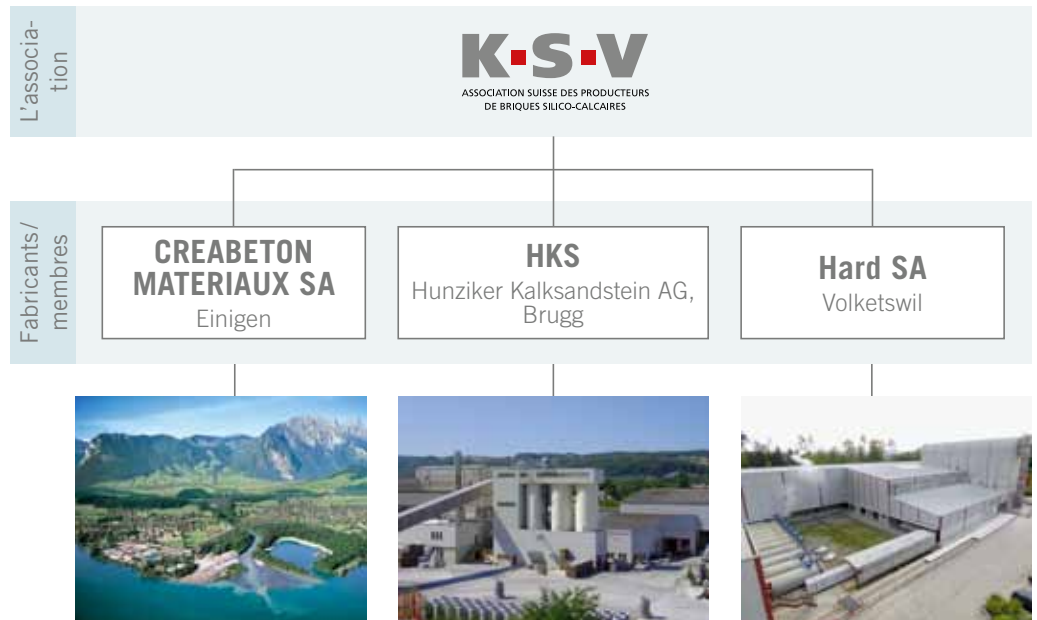 L'associa-
tion
K·S·V
ASSOCIATION SUISSE DES PRODUCTEURS
DE BRIQUES SILICO-CALCAIRES
Fabricants/
membres
CREABETON
MATERIAUX SA
Einigen
HKS
Hunziker Kalksandstein AG,
Brugg
Hard SA
Volketswil